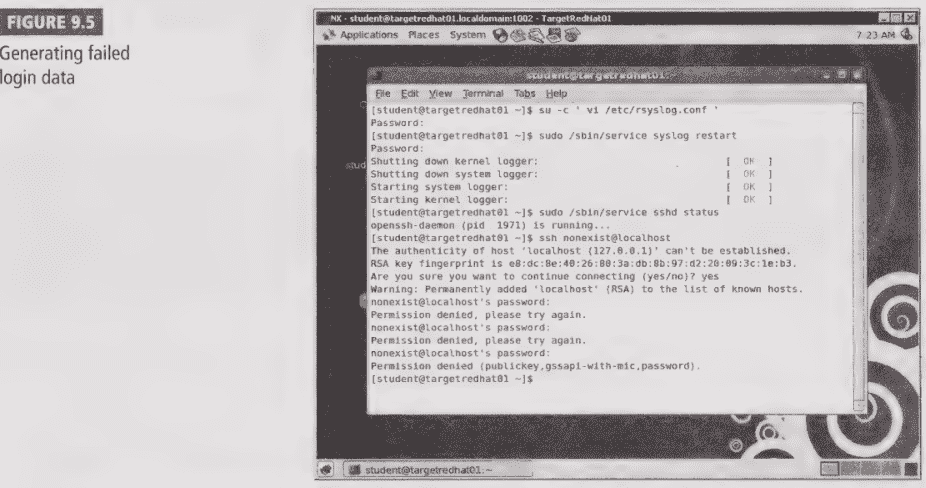 FIGURE 9.5
Generating failed
login data
NX - student@targetredhat01.localdomain:1002 - TargetRedHat01
Applications Places System
7:23 AM
student@targetredhat01:~
File Edit View Terminal Tabs Help
[student@targetredhat01 ~]$ su -c ' vi /etc/rsyslog.conf '
Password:
[student@targetredhat01 ~]$ sudo /sbin/service syslog restart
Password:
Shutting down kernel logger: [ OK ]
Shutting down system logger: [ OK ]
Starting system logger: [ OK ]
Starting kernel logger: [ OK ]
[student@targetredhat01 ~]$ sudo /sbin/service sshd status
openssh-daemon (pid 1971) is running...
[student@targetredhat01 ~]$ ssh nonexist@localhost
The authenticity of host 'localhost (127.0.0.1)' can't be established.
RSA key fingerprint is e8:dc:8e:40:26:80:3a:db:8b:97:d2:20:09:3c:1e:b3.
Are you sure you want to continue connecting (yes/no)? yes
Warning: Permanently added 'localhost' (RSA) to the list of known hosts.
nonexist@localhost's password:
Permission denied, please try again.
nonexist@localhost's password:
Permission denied, please try again.
nonexist@localhost's password:
Permission denied (publickey,gssapi-with-mic,password).
[student@targetredhat01 ~]$
stud
student@targetredhat01:~